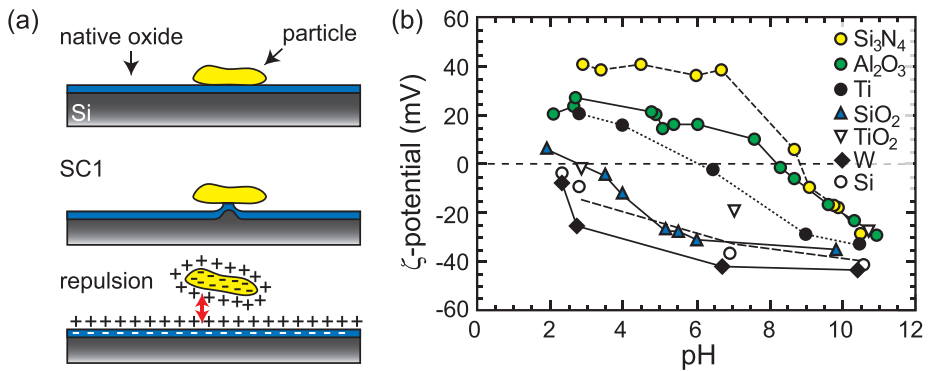 (a)
native oxide
particle
Si
SC1
repulsion
+ + + + + + + + + + + + + + + + + + + + + + + +
(b)
ζ-potential (mV)
60
40
20
0
-20
-40
-60
0 2 4 6 8 10 12
pH
Si₃N₄
Al₂O₃
Ti
SiO₂
TiO₂
W
Si